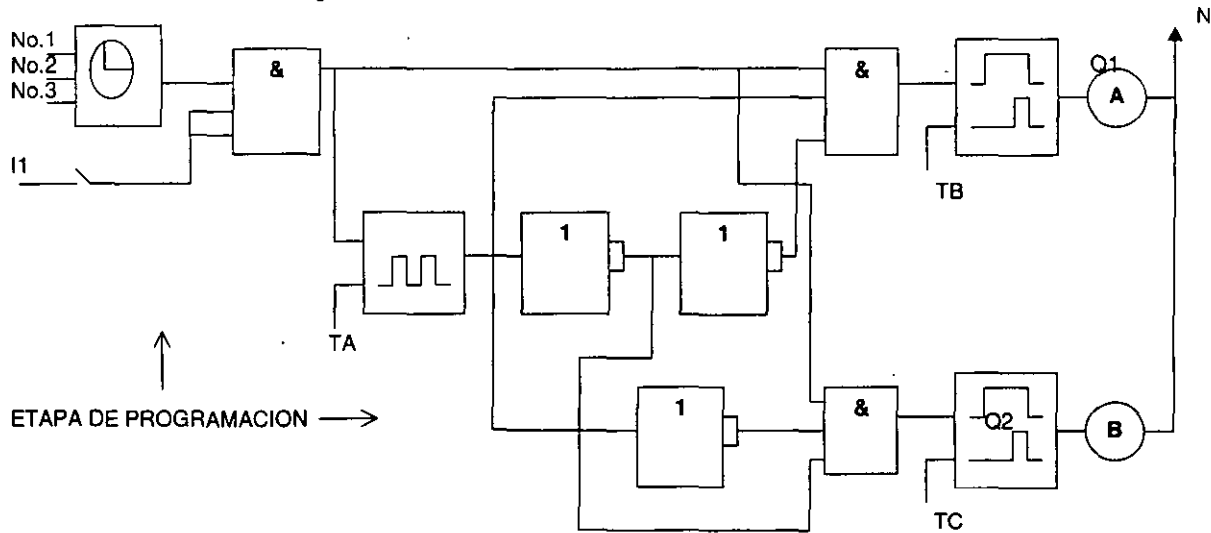 N
No.1
No.2
No.3
&
&
Q1
A
I1
TB
1
1
TA
ETAPA DE PROGRAMACION
1
&
Q2
B
TC